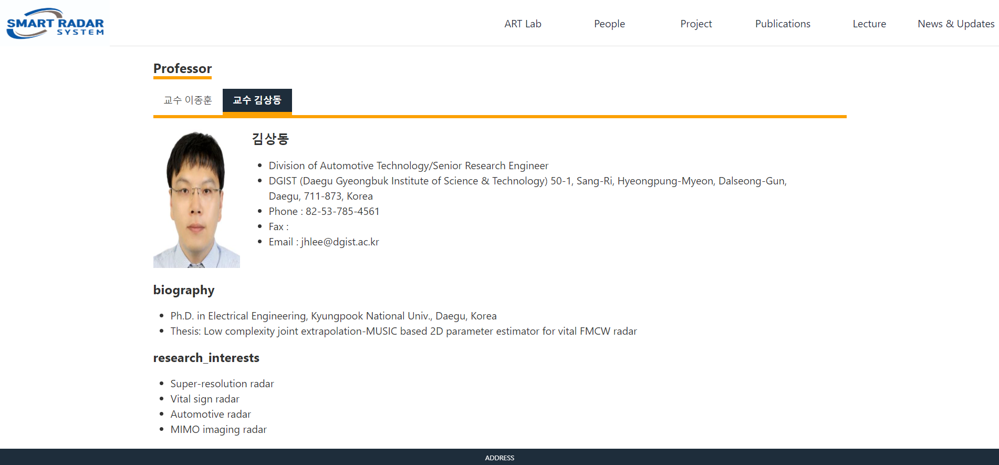 SMART RADAR
SYSTEM
ART Lab People Project Publications Lecture News & Updates
Professor
교수 이종훈 교수 김상동
김상동
Division of Automotive Technology/Senior Research Engineer
DGIST (Daegu Gyeongbuk Institute of Science & Technology) 50-1, Sang-Ri, Hyeongpung-Myeon, Dalseong-Gun,
Daegu, 711-873, Korea
Phone : 82-53-785-4561
Fax :
Email : jhlee@dgist.ac.kr
biography
Ph.D. in Electrical Engineering, Kyungpook National Univ., Daegu, Korea
Thesis: Low complexity joint extrapolation-MUSIC based 2D parameter estimator for vital FMCW radar
research_interests
Super-resolution radar
Vital sign radar
Automotive radar
MIMO imaging radar
ADDRESS